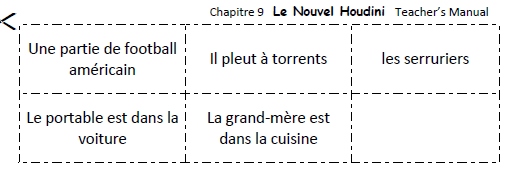 Chapitre 9 Le Nouvel Houdini Teacher's Manual
Une partie de football
américain
Il pleut à torrents
les serruriers
Le portable est dans la
voiture
La grand-mère est
dans la cuisine